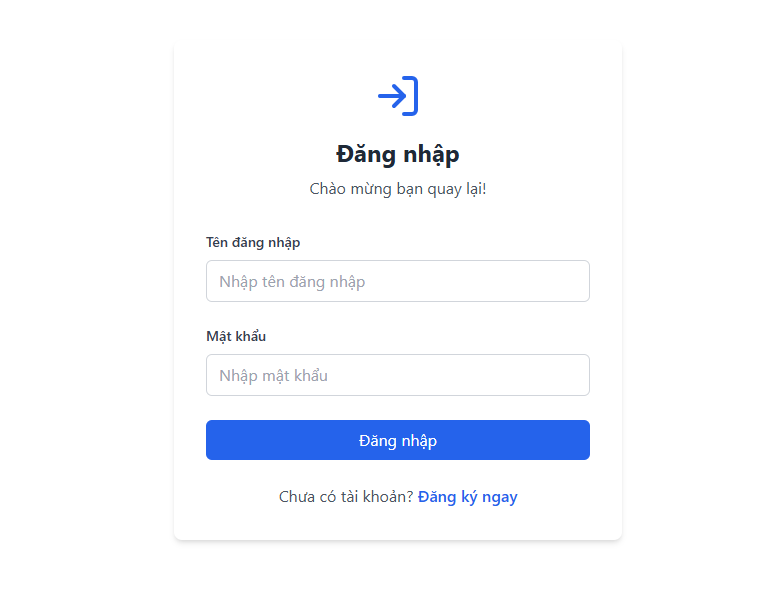 Đăng nhập
Chào mừng bạn quay lại!
Tên đăng nhập
Nhập tên đăng nhập
Mật khẩu
Nhập mật khẩu
Đăng nhập
Chưa có tài khoản? Đăng ký ngay